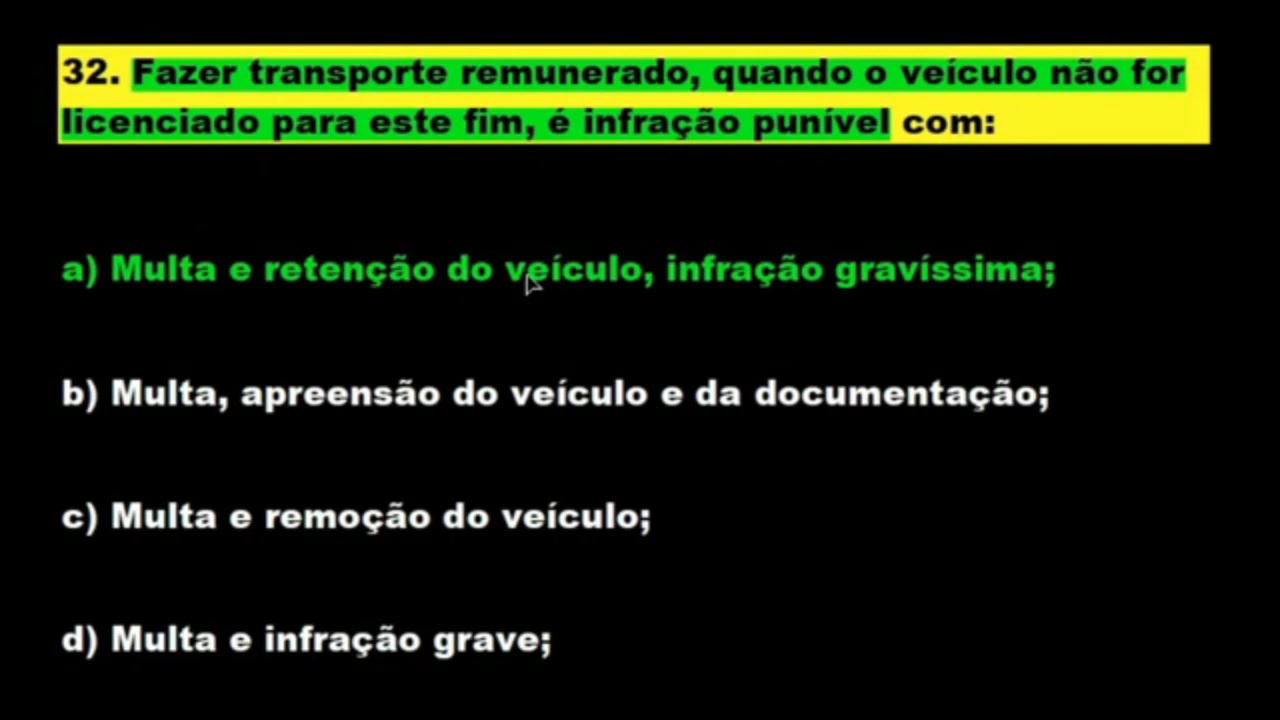 32. Fazer transporte remunerado, quando o veículo não for
licenciado para este fim, é infração punível com:
a) Multa e retenção do veículo, infração gravíssima;
b) Multa, apreensão do veículo e da documentação;
c) Multa e remoção do veículo;
d) Multa e infração grave;